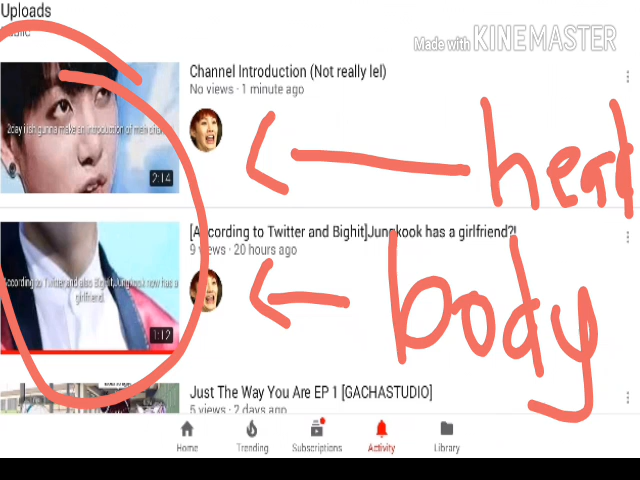 Uploads
Made with KINEMASTER
Channel Introduction (Not really lel)
No views · 1 minute ago
2day iish gunna make an introduction of meh cha
2:14
head
[According to Twitter and Bighit]Jungkook has a girlfriend?!
9 views · 20 hours ago
According to Twitter and also Bighit,Jungkook now has a
girlfriend.
1:12
body
Just The Way You Are EP 1 [GACHASTUDIO]
5 views · 2 days ago
Home Trending Subscriptions Activity Library